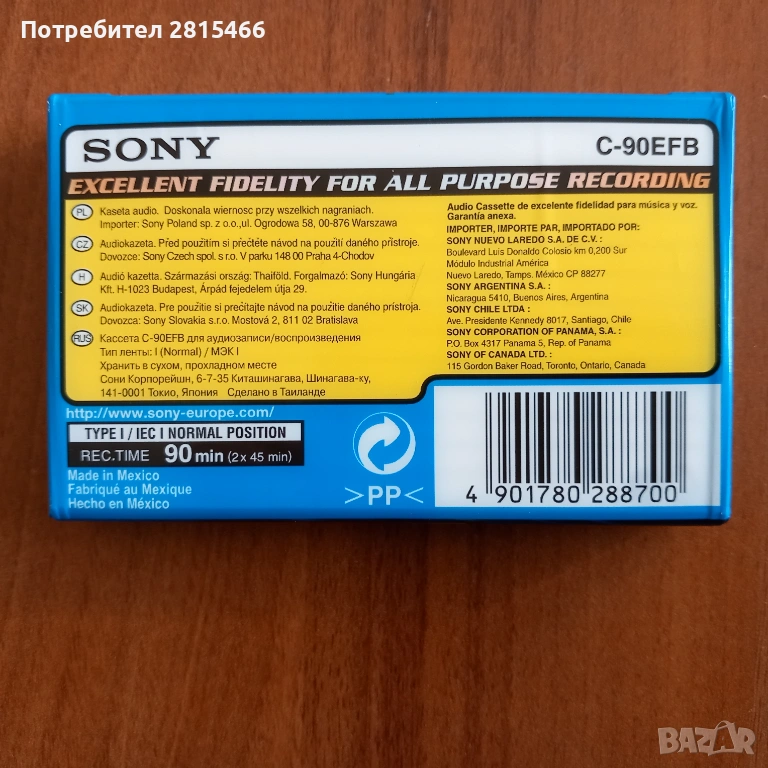 Потребител 2815466
SONY
C-90EFB
EXCELLENT FIDELITY FOR ALL PURPOSE RECORDING
PL Kaseta audio. Doskonala wiernosc przy wszelkich nagraniach.
Importer: Sony Poland sp. z o.o., ul. Ogrodowa 58, 00-876 Warszawa
CZ Audiokazeta. Před použitím si přečtěte návod na použití daného přístroje.
Dovozce: Sony Czech spol. s r.o. V parku 148 00 Praha 4-Chodov
H Audió kazetta. Származási ország: Thaiföld. Forgalmazó: Sony Hungária
Kft. H-1023 Budapest, Árpád fejedelem útja 29.
SK Audiokazeta. Pre použitie si prečítajte návod na použitie daného prístroja.
Dovozca: Sony Slovakia s r.o. Mostová 2, 811 02 Bratislava
RUS Кассета C-90EFB для аудиозаписи/воспроизведения
Тип ленты: I (Normal) / МЭК I
Хранить в сухом, прохладном месте
Сони Корпорейшн, 6-7-35 Киташинагава, Шинагава-ку,
141-0001 Токио, Япония Сделано в Таиланде
Audio Cassette de excelente fidelidad para música y voz.
Garantía anexa.
IMPORTER, IMPORTE PAR, IMPORTADO POR:
SONY NUEVO LAREDO S.A. DE C.V. :
Boulevard Luis Donaldo Colosio km 0,200 Sur
Módulo Industrial América
Nuevo Laredo, Tamps. México CP 88277
SONY ARGENTINA S.A. :
Nicaragua 5410, Buenos Aires, Argentina
SONY CHILE LTDA :
Ave. Presidente Kennedy 8017, Santiago, Chile
SONY CORPORATION OF PANAMA, S.A. :
P.O. Box 4317 Panama 5, Rep. of Panama
SONY OF CANADA LTD. :
115 Gordon Baker Road, Toronto, Ontario, Canada
http://www.sony-europe.com/
TYPE I / IEC I NORMAL POSITION
REC.TIME 90 min (2 x 45 min)
Made in Mexico
Fabriqué au Mexique
Hecho en México
>PP<
4 901780 288700
BAZAR